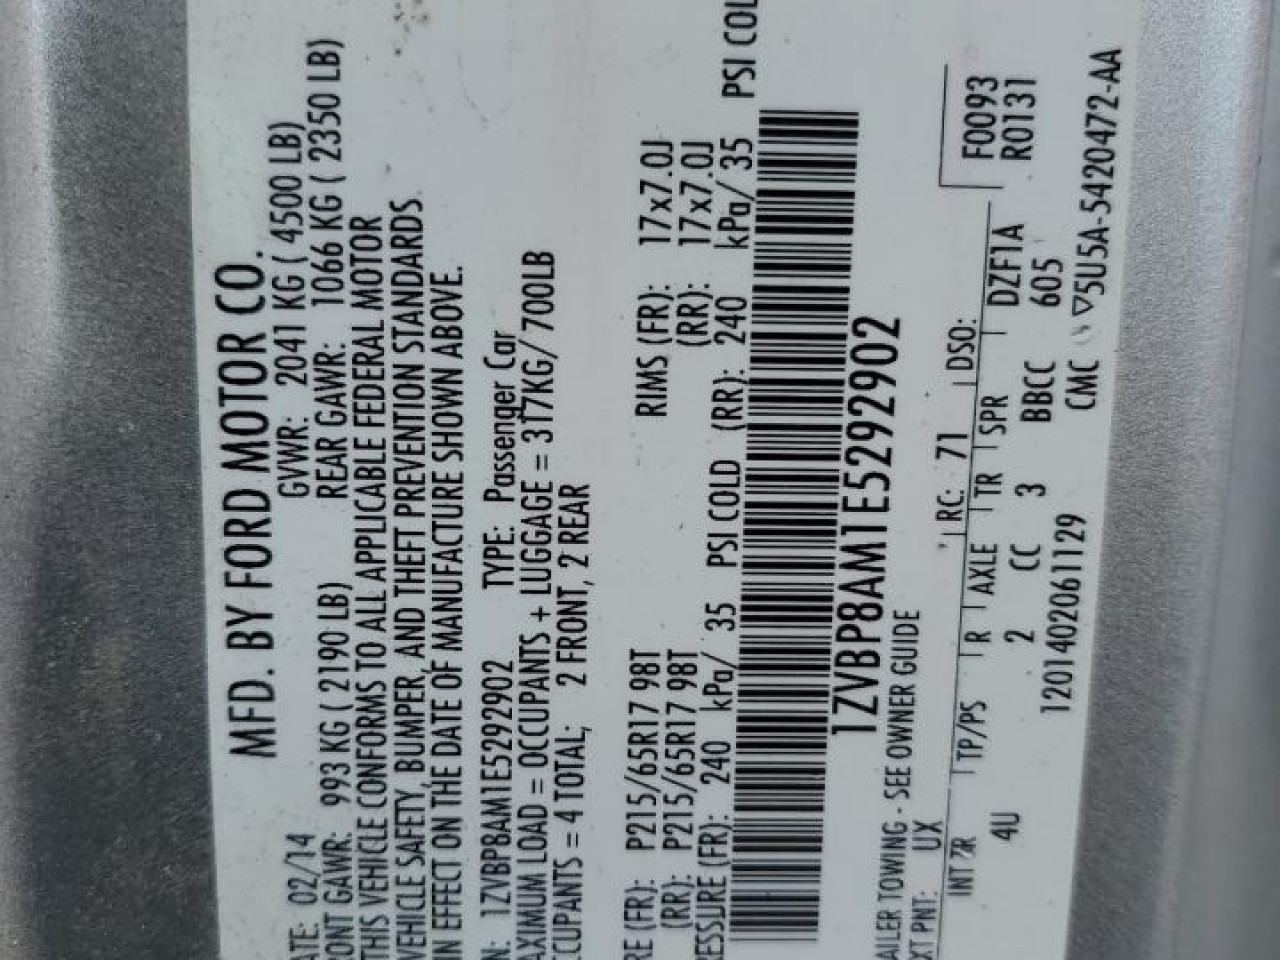 MFD. BY FORD MOTOR CO.
ATE: 02/14 GVWR: 2041 KG ( 4500 LB)
ONT GAWR: 993 KG ( 2190 LB) REAR GAWR: 1066 KG ( 2350 LB)
THIS VEHICLE CONFORMS TO ALL APPLICABLE FEDERAL MOTOR
VEHICLE SAFETY, BUMPER, AND THEFT PREVENTION STANDARDS
IN EFFECT ON THE DATE OF MANUFACTURE SHOWN ABOVE.
N: 1ZVBP8AM1E5292902 TYPE: Passenger Car
AXIMUM LOAD = OCCUPANTS + LUGGAGE = 317KG/ 700LB
CCUPANTS = 4 TOTAL; 2 FRONT, 2 REAR
RE (FR): P215/65R17 98T RIMS (FR): 17x7.0J
(RR): P215/65R17 98T (RR): 17x7.0J
RESSURE (FR): 240 kPa/ 35 PSI COLD (RR): 240 kPa/ 35 PSI COL
1ZVBP8AM1E5292902
AILER TOWING - SEE OWNER GUIDE
XT PNT: UX RC: 71 DSO:
INT TR TP/PS R AXLE TR SPR DZF1A F0093
4U 2 CC 3 BBCC 605 R0131
1201402061129 CMC ▽5U5A-5420472-AA